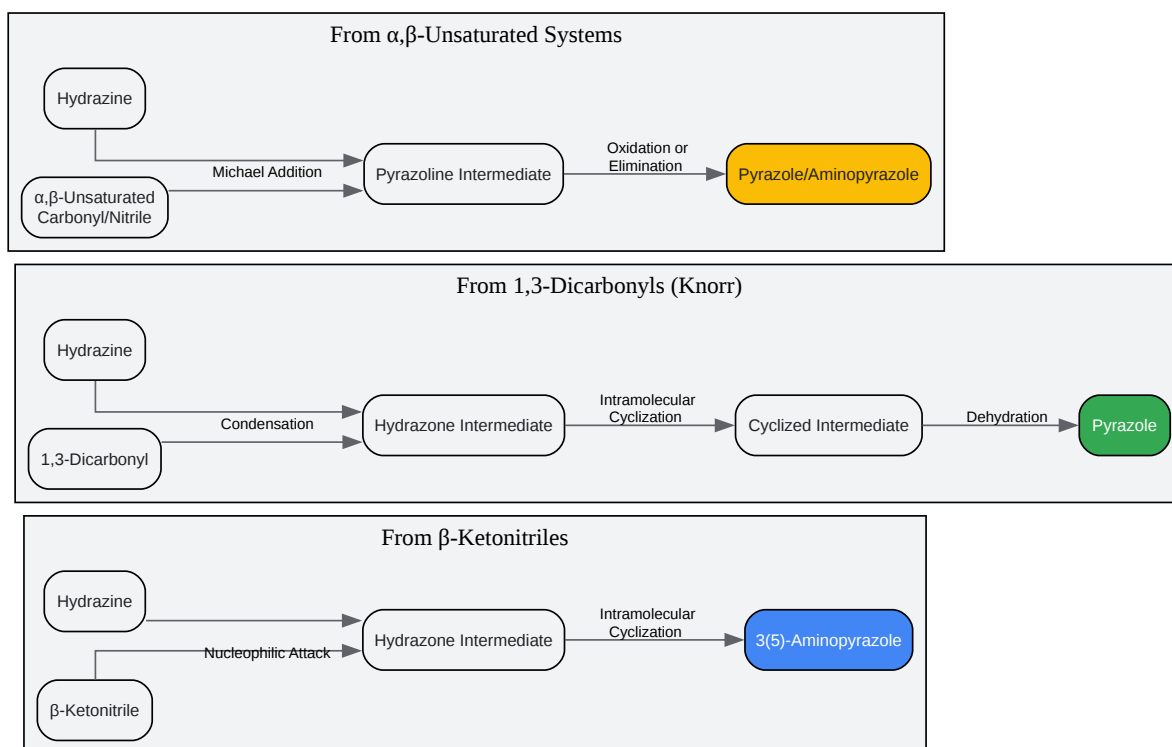 From α,β-Unsaturated Systems
Hydrazine
Michael Addition
α,β-Unsaturated
Carbonyl/Nitrile
Pyrazoline Intermediate
Oxidation or
Elimination
Pyrazole/Aminopyrazole
From 1,3-Dicarbonyls (Knorr)
Hydrazine
Condensation
1,3-Dicarbonyl
Hydrazone Intermediate
Intramolecular
Cyclization
Cyclized Intermediate
Dehydration
Pyrazole
From β-Ketonitriles
Hydrazine
Nucleophilic Attack
β-Ketonitrile
Hydrazone Intermediate
Intramolecular
Cyclization
3(5)-Aminopyrazole